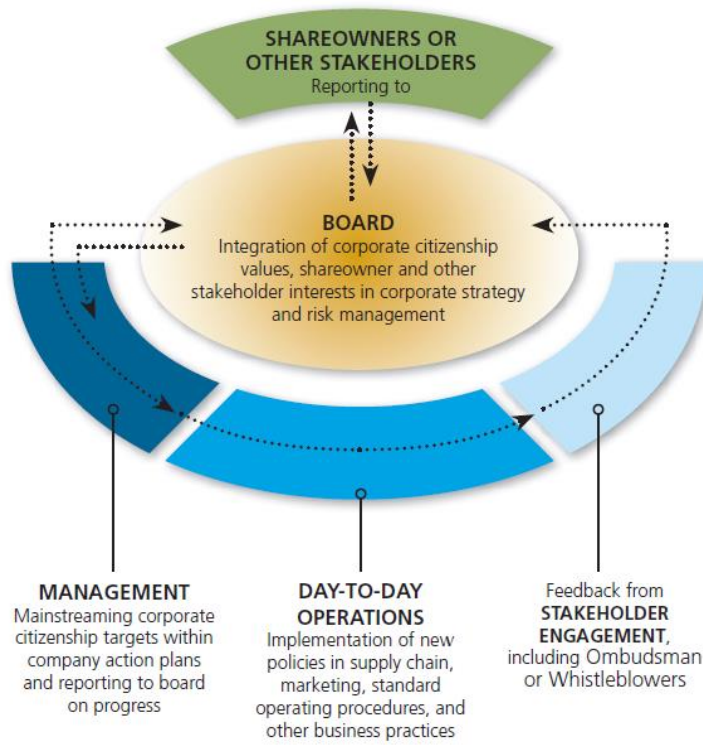 SHAREOWNERS OR
OTHER STAKEHOLDERS
Reporting to
BOARD
Integration of corporate citizenship
values, shareowner and other
stakeholder interests in corporate strategy
and risk management
MANAGEMENT
Mainstreaming corporate
citizenship targets within
company action plans
and reporting to board
on progress
DAY-TO-DAY
OPERATIONS
Implementation of new
policies in supply chain,
marketing, standard
operating procedures, and
other business practices
Feedback from
STAKEHOLDER
ENGAGEMENT,
including Ombudsman
or Whistleblowers